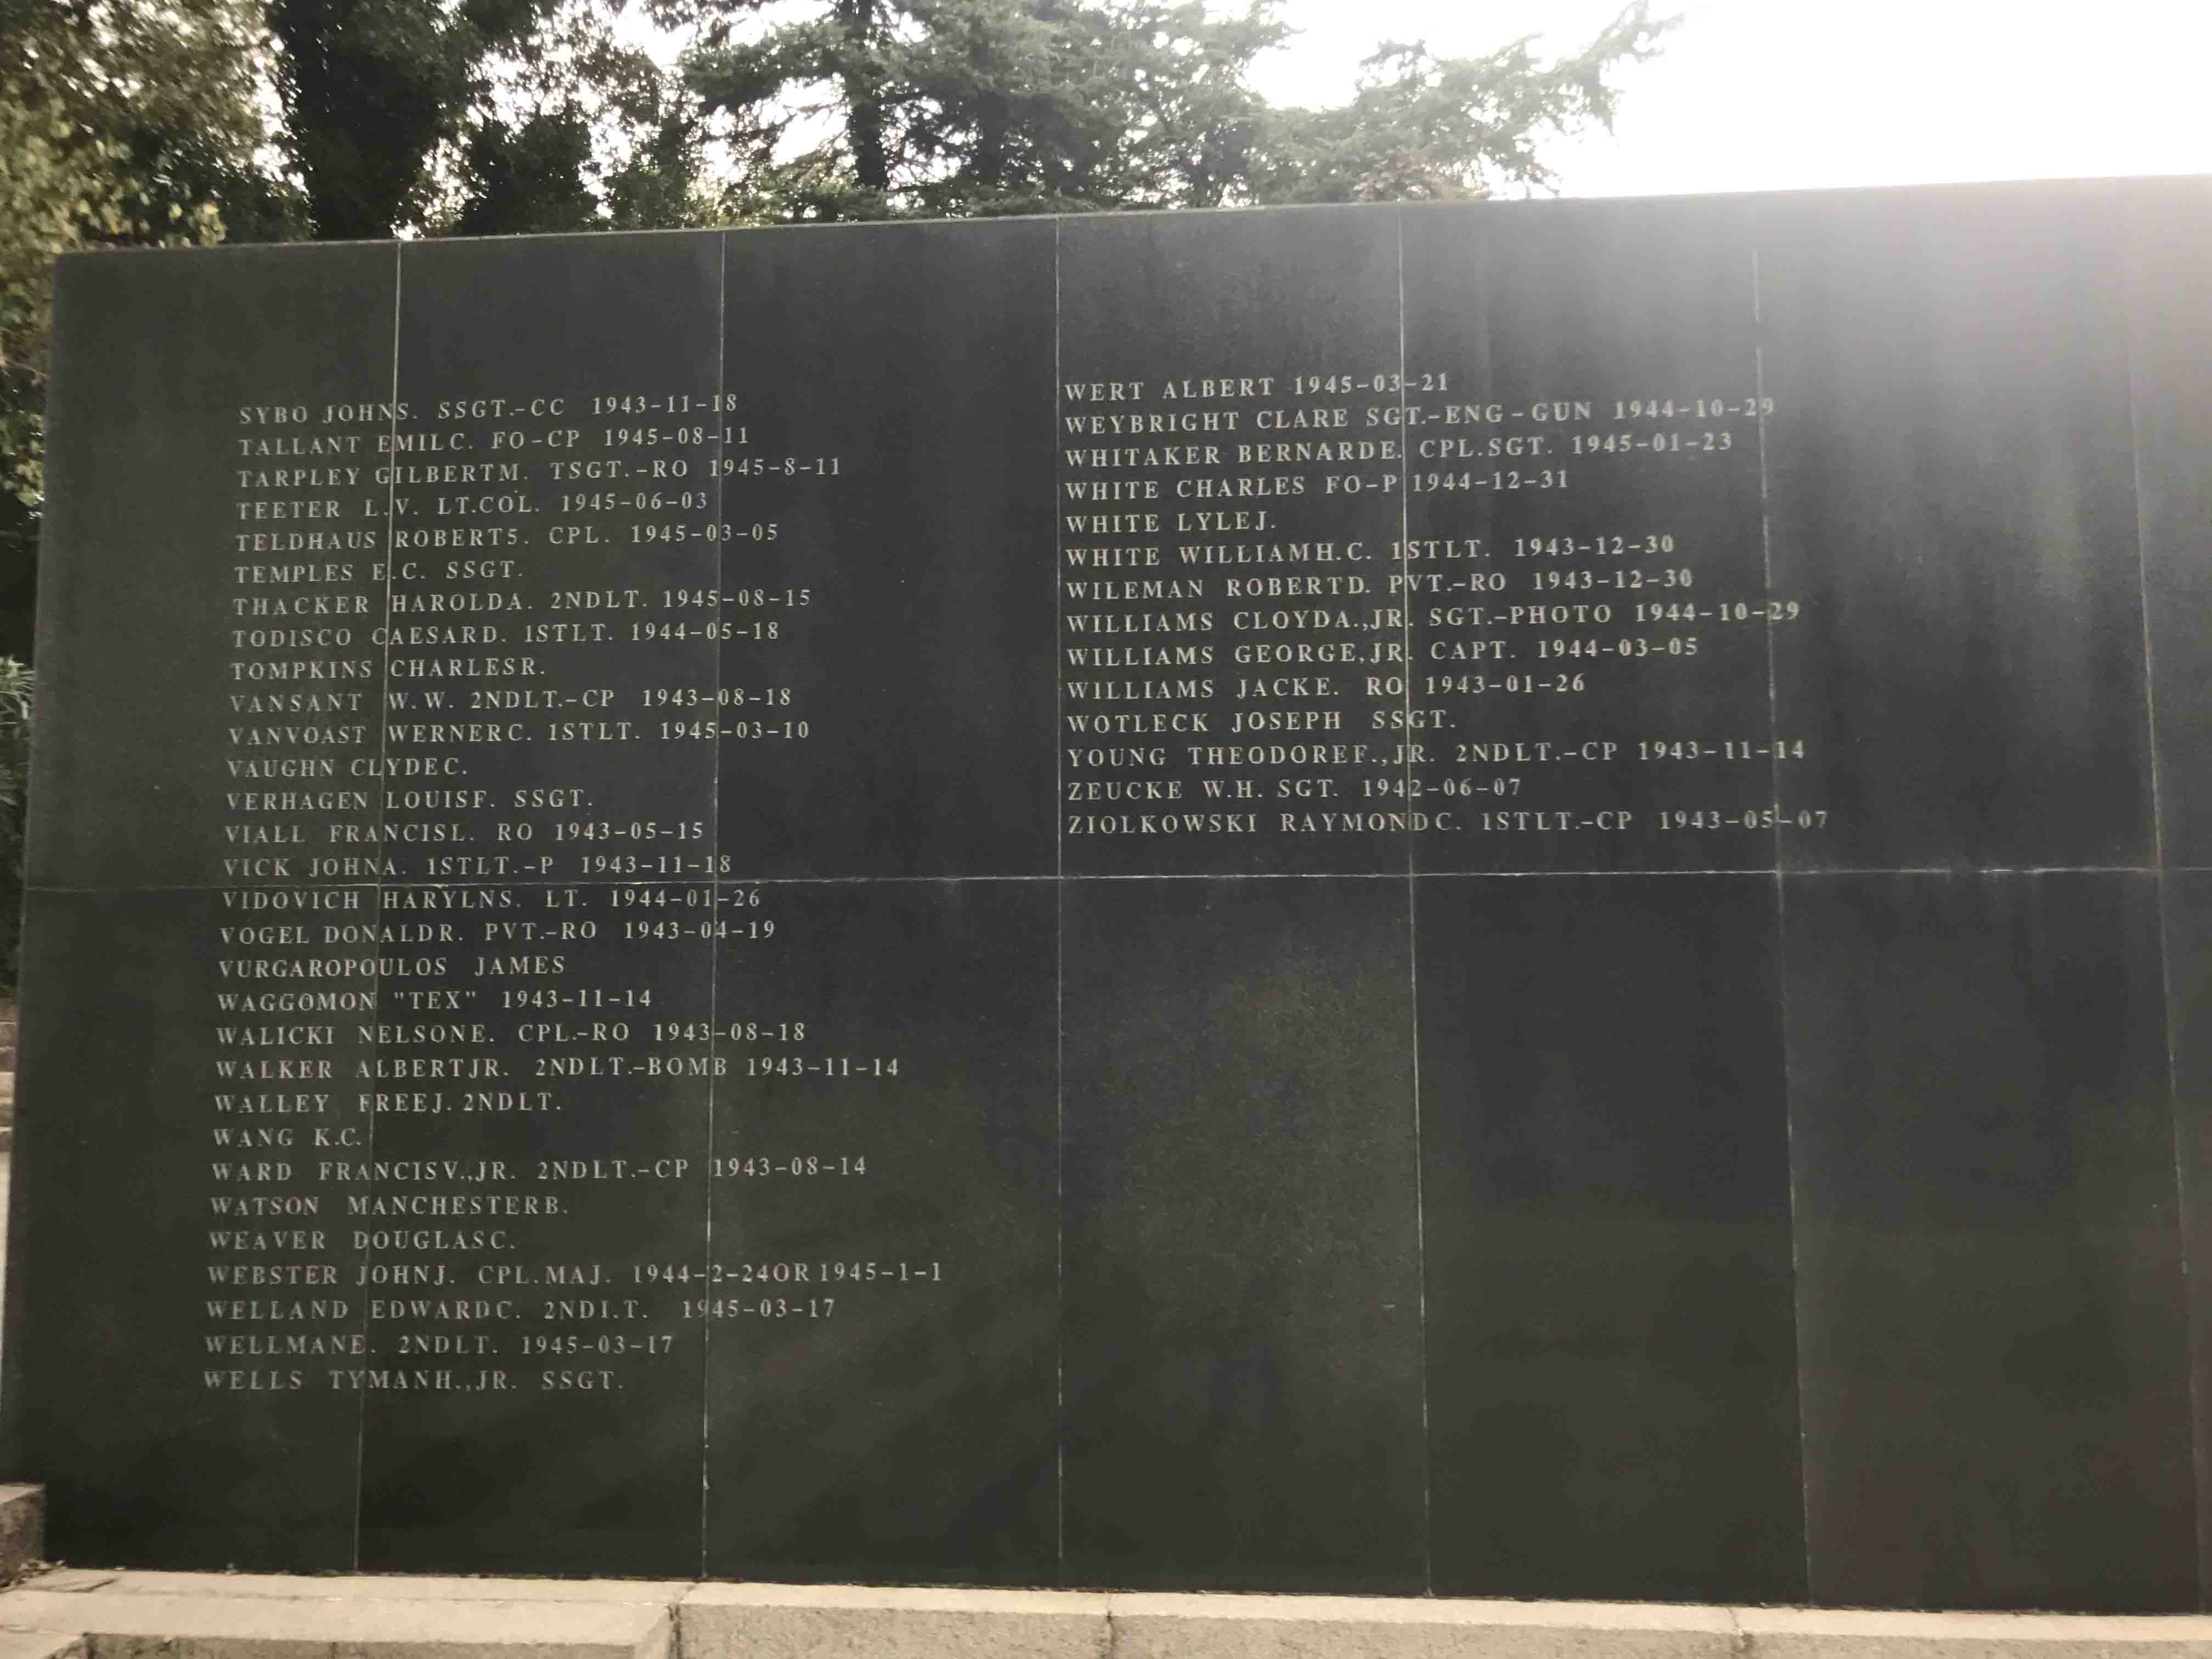 SYBO JOHNS. SSGT.-CC 1943-11-18
TALLANT EMILC. FO-CP 1945-08-11
TARPLEY GILBERTM. TSGT.-RO 1945-8-11
TEETER L.V. LT.COL. 1945-06-03
TELDHAUS ROBERTS. CPL. 1945-03-05
TEMPLES E.C. SSGT.
THACKER HAROLDA. 2NDLT. 1945-08-15
TODISCO CAESARD. 1STLT. 1944-05-18
TOMPKINS CHARLESR.
VANSANT W.W. 2NDLT.-CP 1943-08-18
VANVOAST WERNERC. 1STLT. 1945-03-10
VAUGHN CLYDEC.
VERHAGEN LOUISF. SSGT.
VIALL FRANCISL. RO 1943-05-15
VICK JOHNA. 1STLT.-P 1943-11-18
VIDOVICH HARYLNS. LT. 1944-01-26
VOGEL DONALDR. PVT.-RO 1943-04-19
VURGAROPOULOS JAMES
WAGGOMON "TEX" 1943-11-14
WALICKI NELSONE. CPL.-RO 1943-08-18
WALKER ALBERTJR. 2NDLT.-BOMB 1943-11-14
WALLEY FREEJ. 2NDLT.
WANG K.C.
WARD FRANCISV.,JR. 2NDLT.-CP 1943-08-14
WATSON MANCHESTERB.
WEAVER DOUGLASC.
WEBSTER JOHNJ. CPL.MAJ. 1944-2-24OR 1945-1-1
WELLAND EDWARDC. 2NDLT. 1945-03-17
WELLMANE. 2NDLT. 1945-03-17
WELLS TYMANH.,JR. SSGT.
WERT ALBERT 1945-03-21
WEYBRIGHT CLARE SGT.-ENG-GUN 1944-10-29
WHITAKER BERNARDE. CPL.SGT. 1945-01-23
WHITE CHARLES FO-P 1944-12-31
WHITE LYLEJ.
WHITE WILLIAMH.C. 1STLT. 1943-12-30
WILEMAN ROBERTD. PVT.-RO 1943-12-30
WILLIAMS CLOYDA.,JR. SGT.-PHOTO 1944-10-29
WILLIAMS GEORGE,JR. CAPT. 1944-03-05
WILLIAMS JACKE. RO 1943-01-26
WOTLECK JOSEPH SSGT.
YOUNG THEODOREF.,JR. 2NDLT.-CP 1943-11-14
ZEUCKE W.H. SGT. 1942-06-07
ZIOLKOWSKI RAYMONDC. 1STLT.-CP 1943-05-07